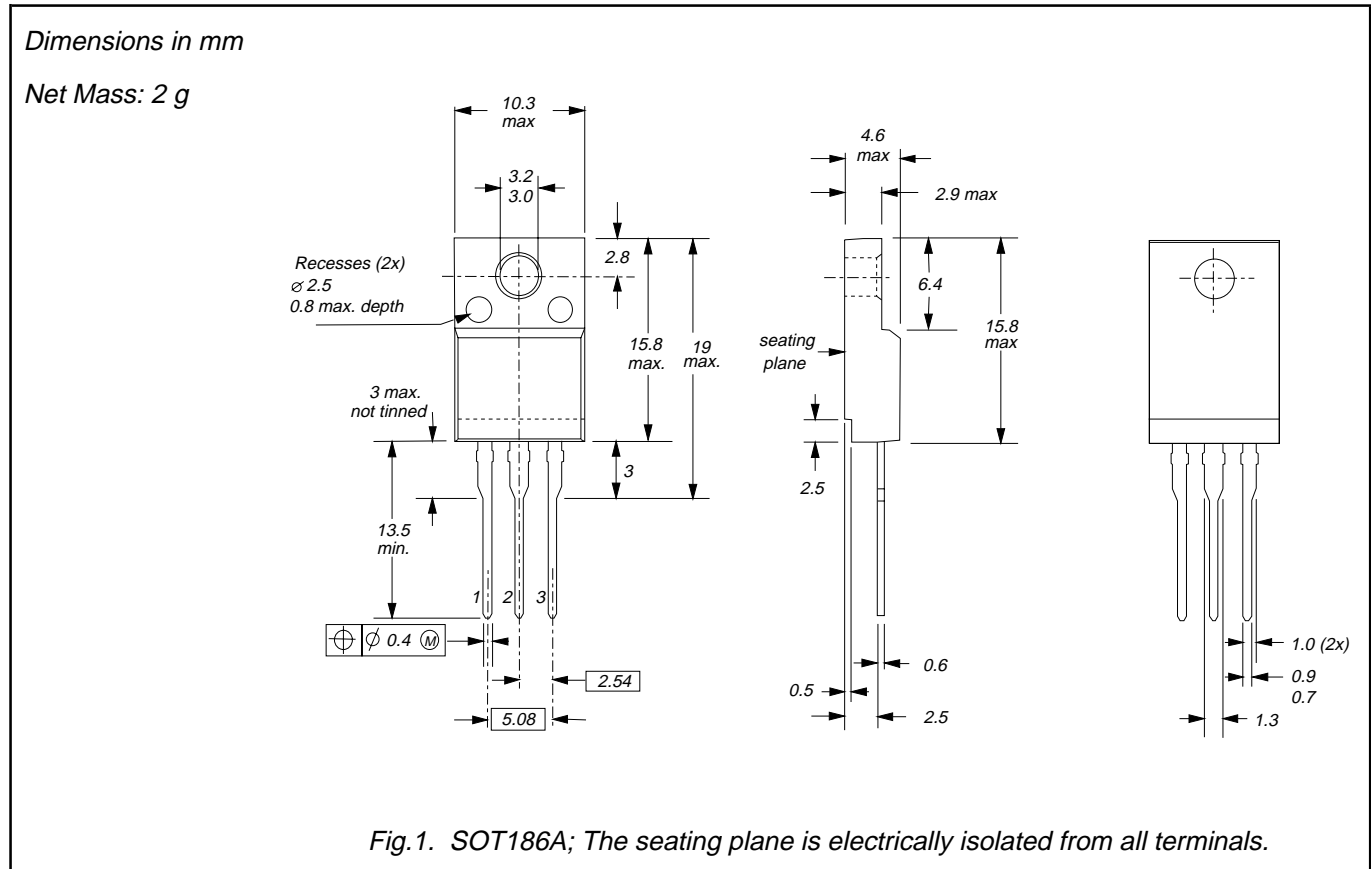 Dimensions in mm
Net Mass: 2 g
10.3
max
3.2
3.0
2.8
Recesses (2x)
⌀ 2.5
0.8 max. depth
15.8
max.
19
max.
3 max.
not tinned
3
13.5
min.
1 2 3
⌀ 0.4 Ⓜ
2.54
5.08
4.6
max
2.9 max
6.4
15.8
max
seating
plane
2.5
0.6
0.5
2.5
1.0 (2x)
0.9
0.7
1.3
Fig.1. SOT186A; The seating plane is electrically isolated from all terminals.